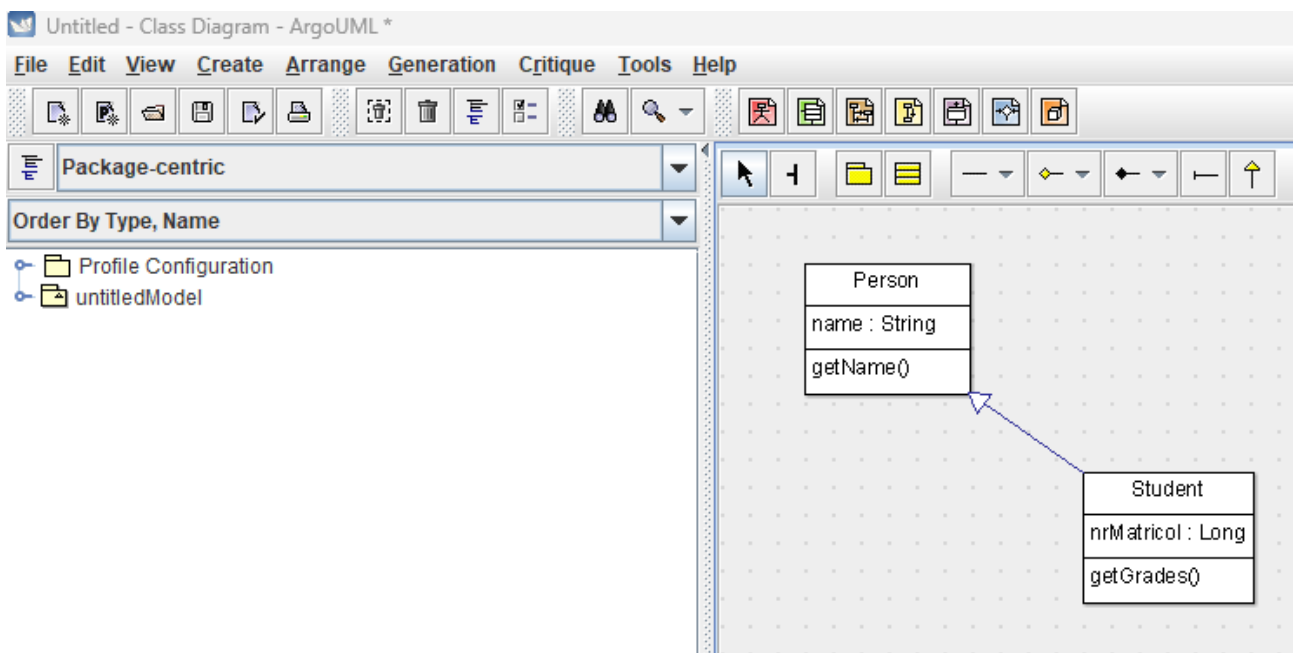 Untitled - Class Diagram - ArgoUML *
File Edit View Create Arrange Generation Critique Tools Help
Package-centric
Order By Type, Name
Profile Configuration
untitledModel
Person
name : String
getName()
Student
nrMatricol : Long
getGrades()